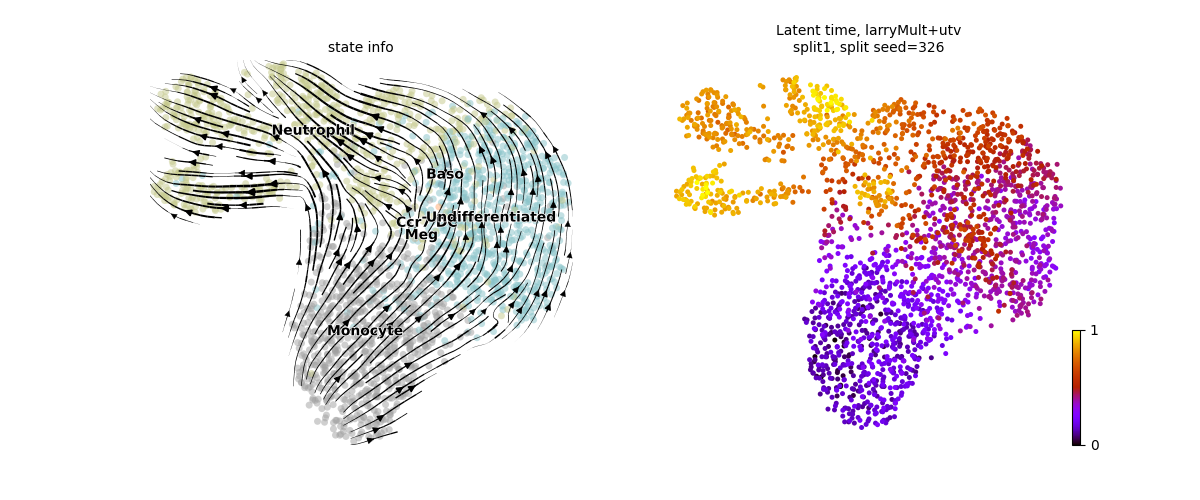 state info
Neutrophil
Baso
Undifferentiated
Ccr7 DC
Meg
Monocyte
Latent time, larryMult+utv
split1, split seed=326
1
0